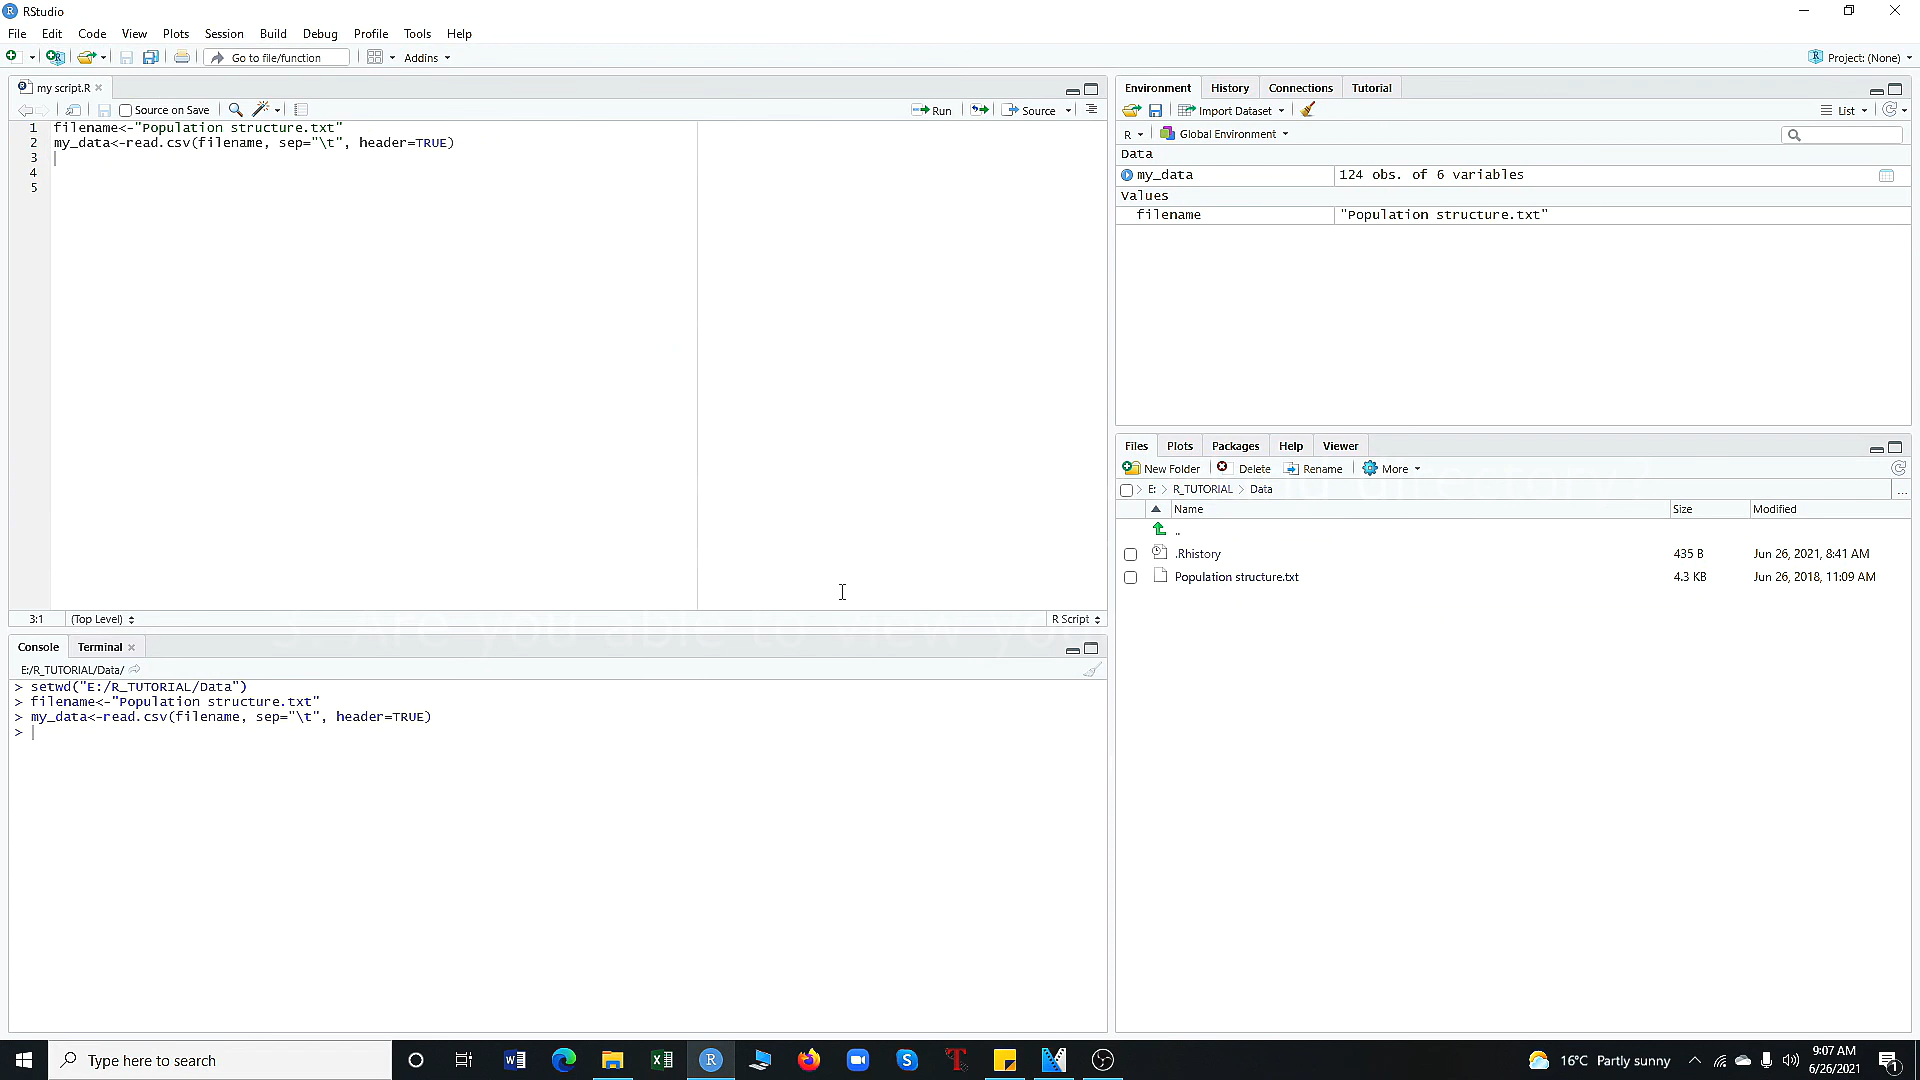 RStudio
File Edit Code View Plots Session Build Debug Profile Tools Help
Go to file/function Addins Project: (None)
my script.R
Source on Save Run Source
1 filename<-"Population structure.txt"
2 my_data<-read.csv(filename, sep="\t", header=TRUE)
3
4
5
3:1 (Top Level) R Script
Console Terminal
E:/R_TUTORIAL/Data/
> setwd("E:/R_TUTORIAL/Data")
> filename<-"Population structure.txt"
> my_data<-read.csv(filename, sep="\t", header=TRUE)
>
Environment History Connections Tutorial
Import Dataset List
R Global Environment
Data
my_data 124 obs. of 6 variables
Values
filename "Population structure.txt"
Files Plots Packages Help Viewer
New Folder Delete Rename More
E: R_TUTORIAL Data ...
Name Size Modified
..
.Rhistory 435 B Jun 26, 2021, 8:41 AM
Population structure.txt 4.3 KB Jun 26, 2018, 11:09 AM
Type here to search
16°C Partly sunny
9:07 AM
6/26/2021
1